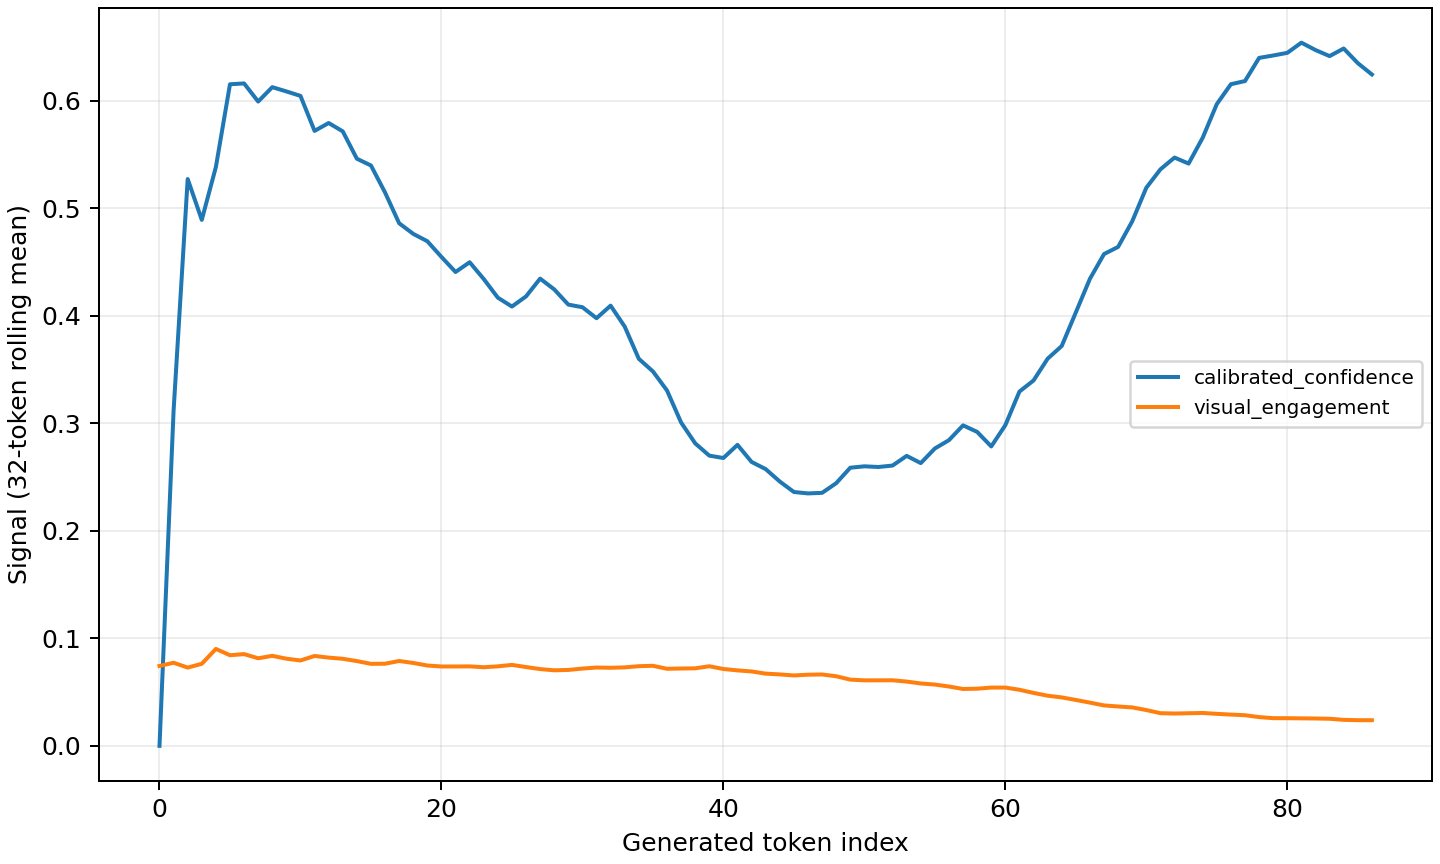 Signal (32-token rolling mean)
0.6
0.5
0.4
0.3
0.2
0.1
0.0
calibrated_confidence
visual_engagement
0 20 40 60 80
Generated token index